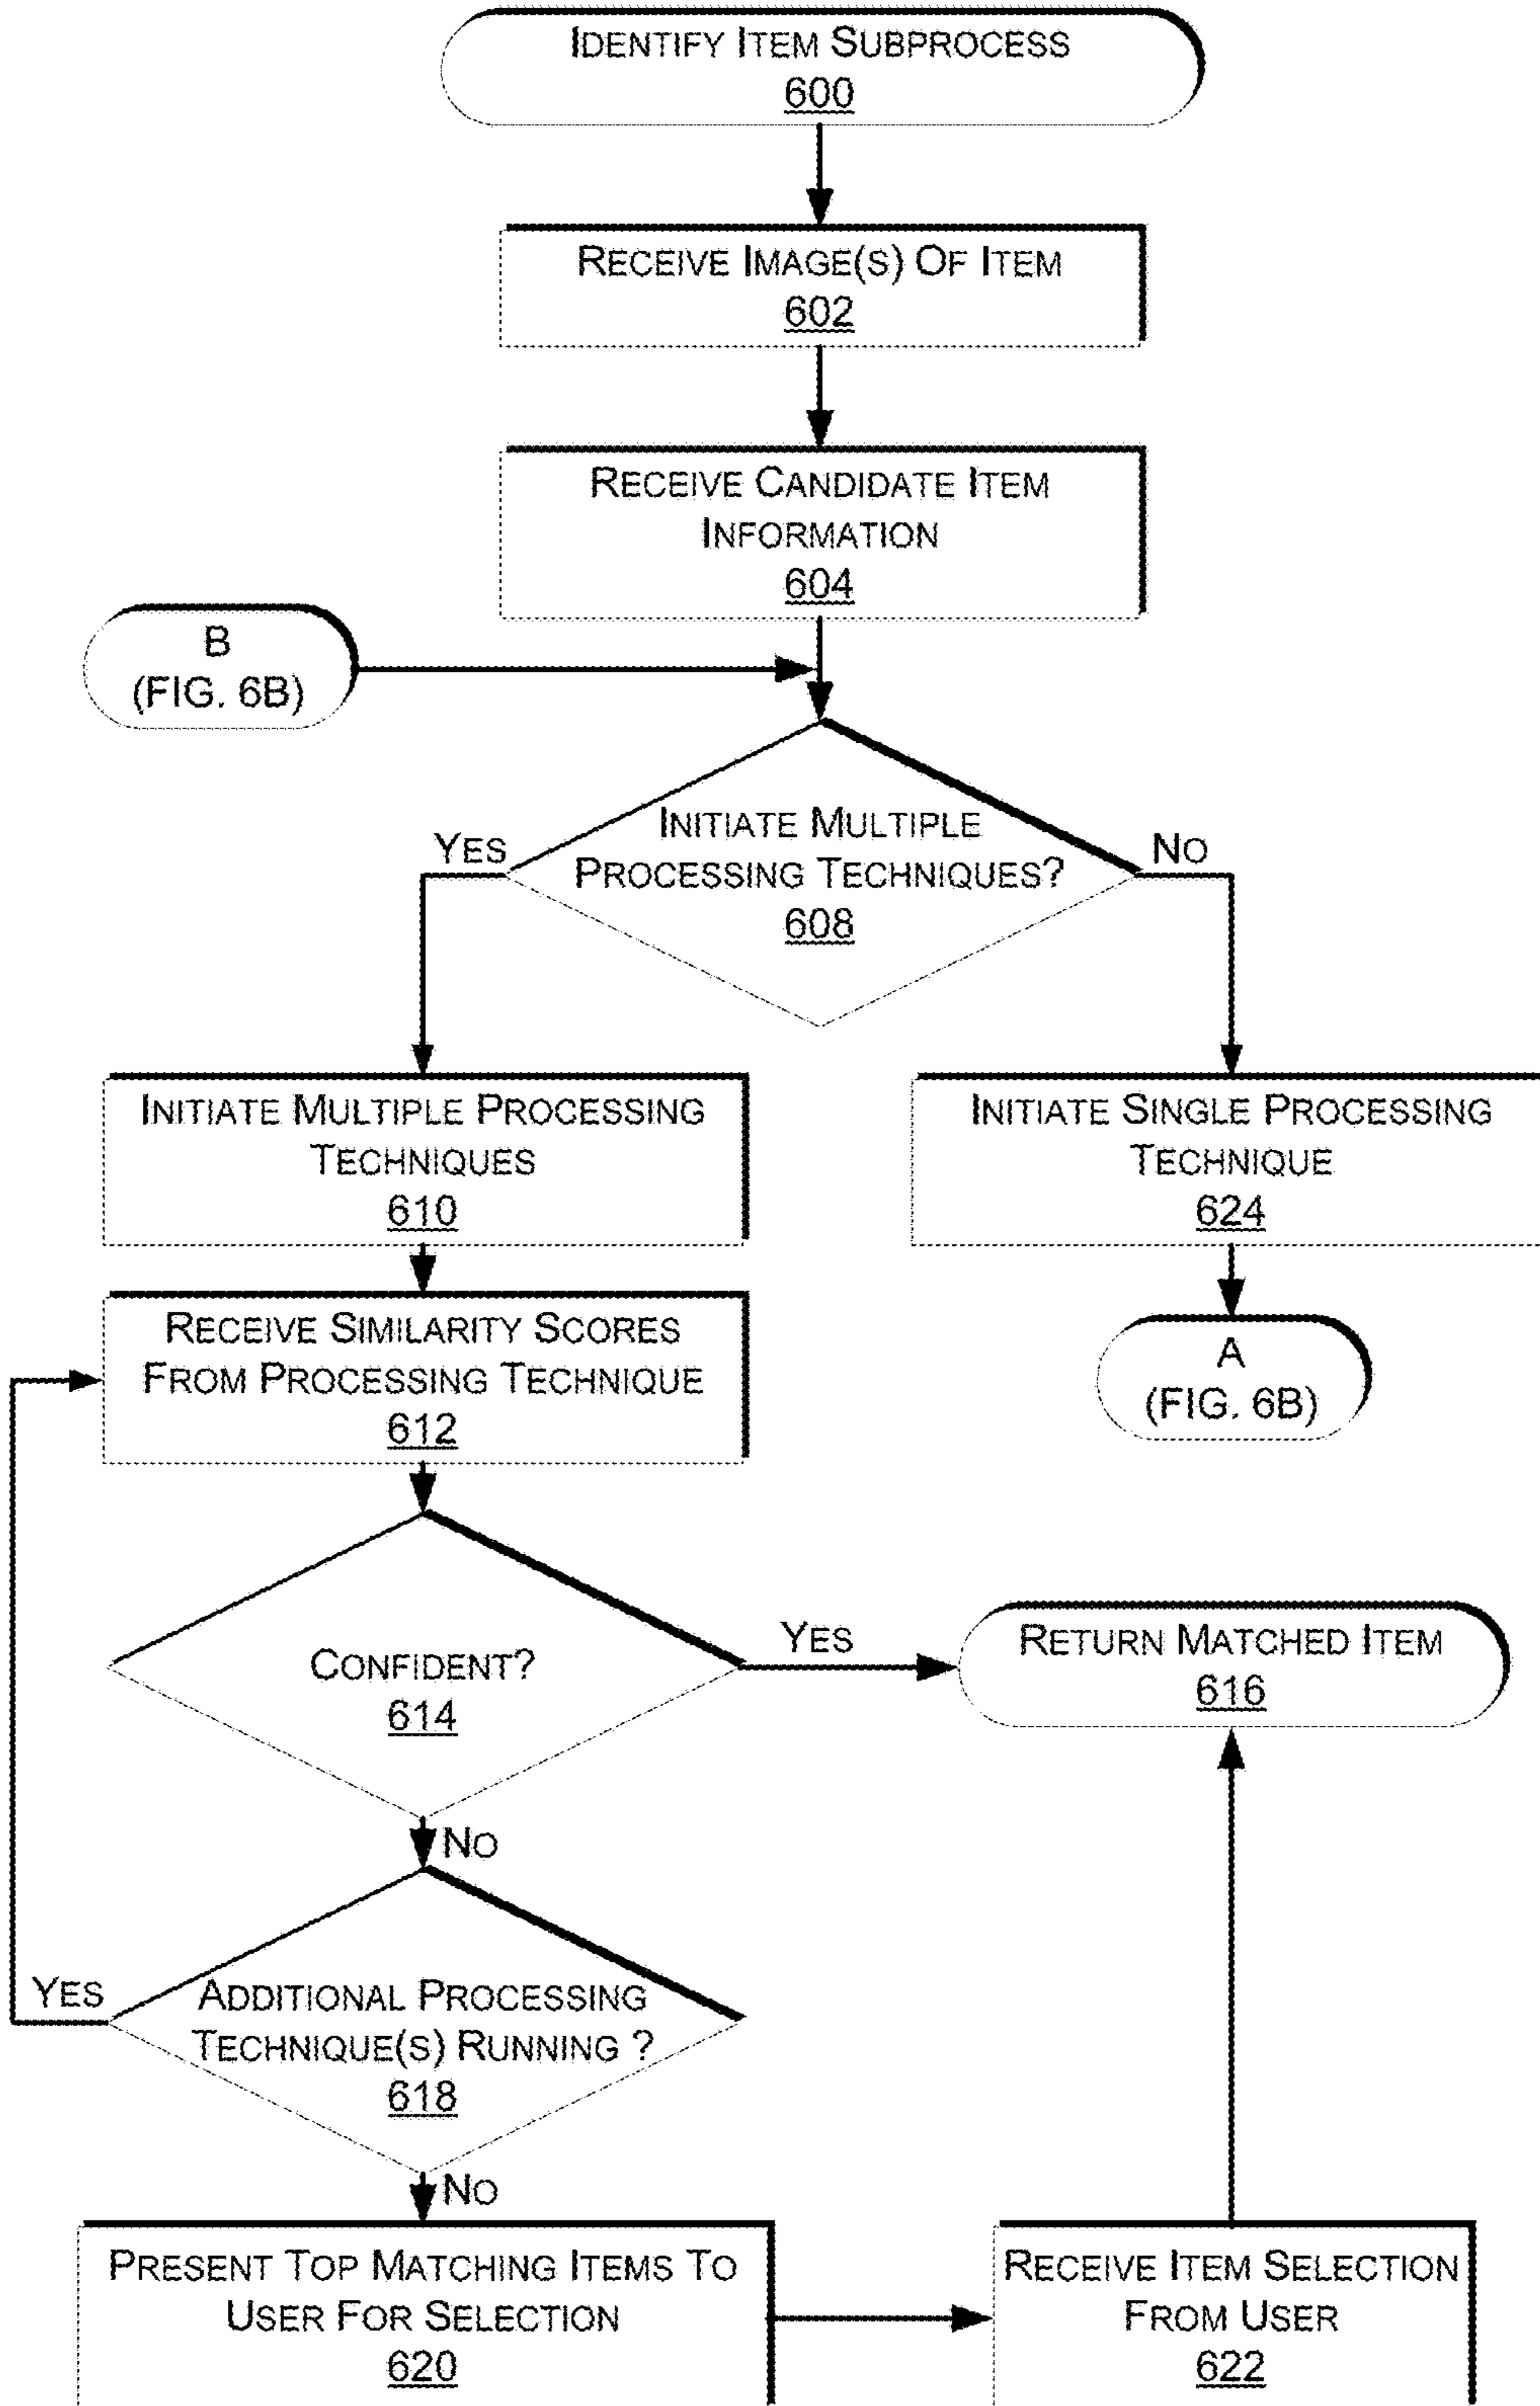 IDENTIFY ITEM SUBPROCESS
600
RECEIVE IMAGE(S) OF ITEM
602
RECEIVE CANDIDATE ITEM
INFORMATION
604
B
(FIG. 6B)
INITIATE MULTIPLE
PROCESSING TECHNIQUES?
608
YES
NO
INITIATE MULTIPLE PROCESSING
TECHNIQUES
610
INITIATE SINGLE PROCESSING
TECHNIQUE
624
RECEIVE SIMILARITY SCORES
FROM PROCESSING TECHNIQUE
612
A
(FIG. 6B)
CONFIDENT?
614
YES
RETURN MATCHED ITEM
616
NO
ADDITIONAL PROCESSING
TECHNIQUE(S) RUNNING ?
618
YES
NO
PRESENT TOP MATCHING ITEMS TO
USER FOR SELECTION
620
RECEIVE ITEM SELECTION
FROM USER
622